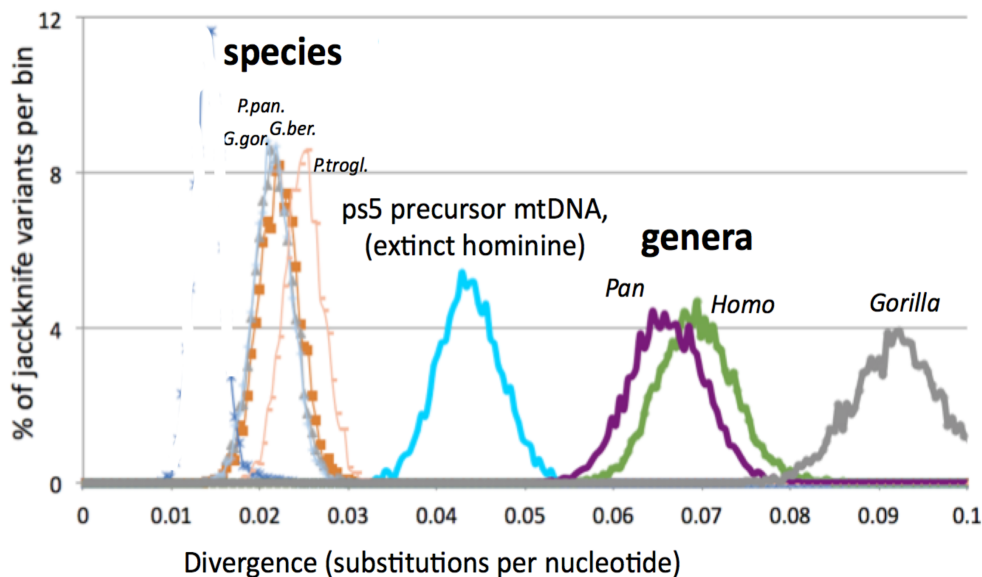 % of jacckknife variants per bin
12
8
4
0
species
P.pan.
G.ber.
G.gor.
P.trogl.
ps5 precursor mtDNA,
(extinct hominine)
genera
Pan
Homo
Gorilla
0 0.01 0.02 0.03 0.04 0.05 0.06 0.07 0.08 0.09 0.1
Divergence (substitutions per nucleotide)